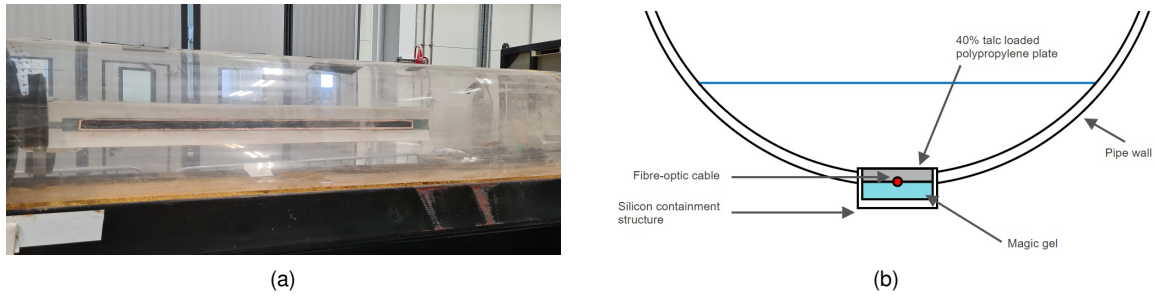 40% talc loaded
polypropylene plate
Pipe wall
Fibre-optic cable
Silicon containment
structure
Magic gel
(a)
(b)